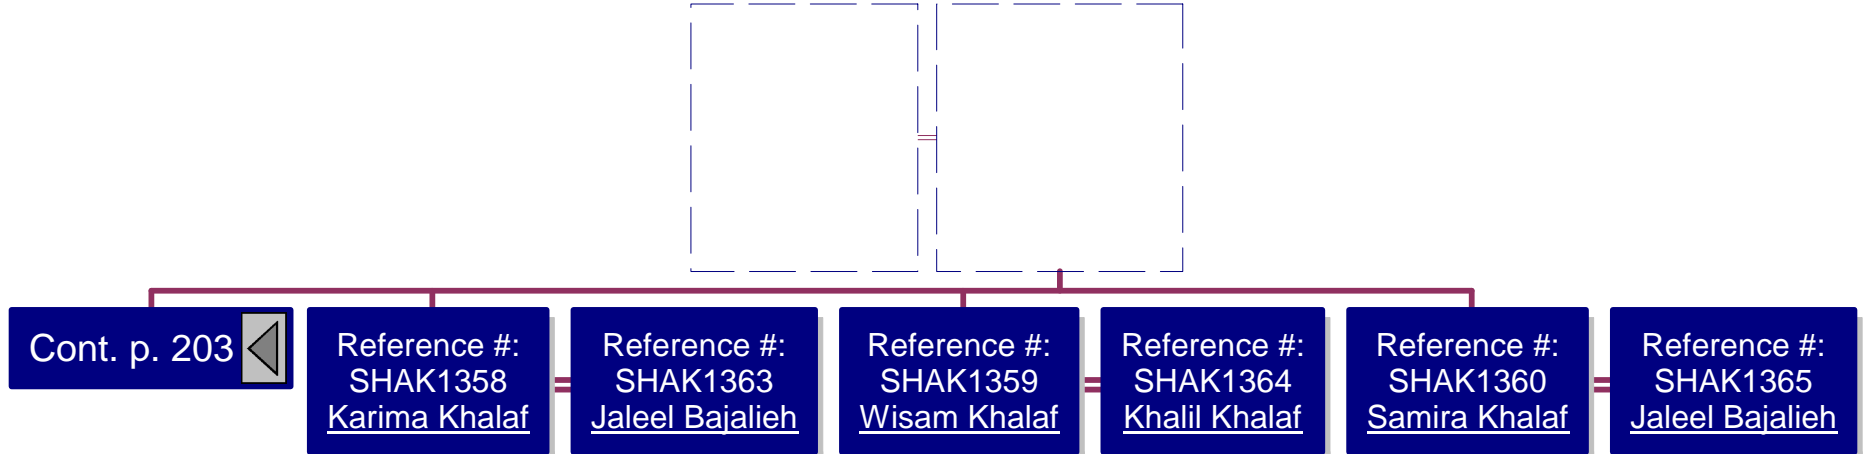 Cont. p. 203
Reference #:
SHAK1358
Karima Khalaf
Reference #:
SHAK1363
Jaleel Bajalieh
Reference #:
SHAK1359
Wisam Khalaf
Reference #:
SHAK1364
Khalil Khalaf
Reference #:
SHAK1360
Samira Khalaf
Reference #:
SHAK1365
Jaleel Bajalieh